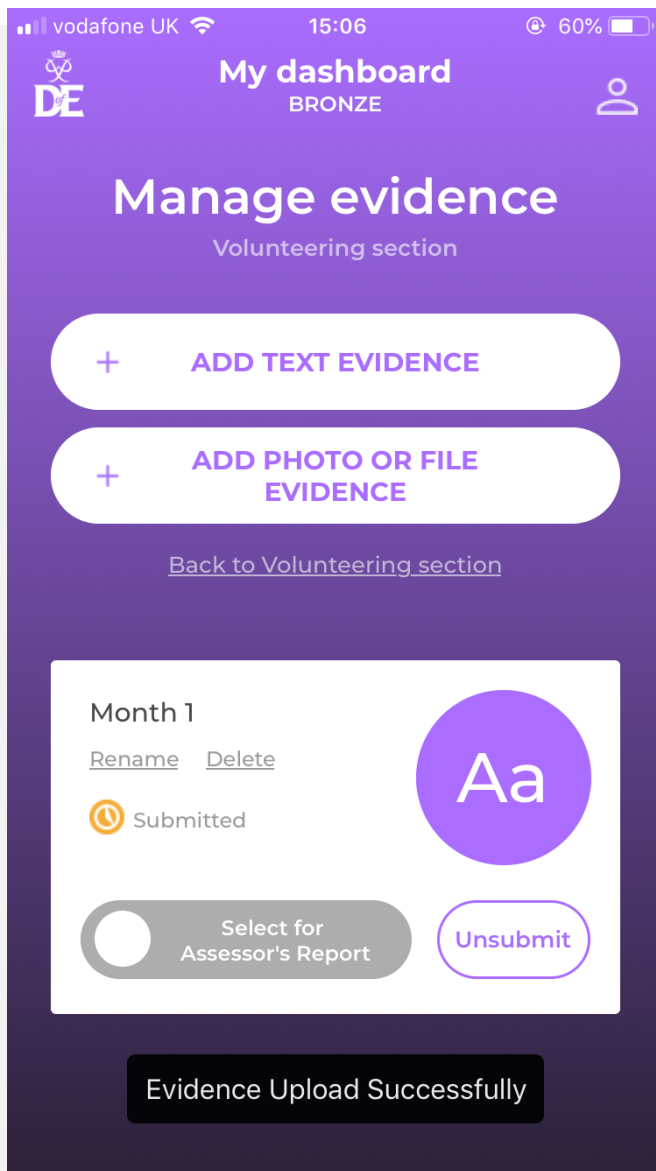 vodafone UK 15:06 60%
My dashboard
DofE
BRONZE
Manage evidence
Volunteering section
+ ADD TEXT EVIDENCE
+ ADD PHOTO OR FILE
EVIDENCE
Back to Volunteering section
Month 1
Rename Delete
Aa
Submitted
Select for
Assessor's Report
Unsubmit
Evidence Upload Successfully